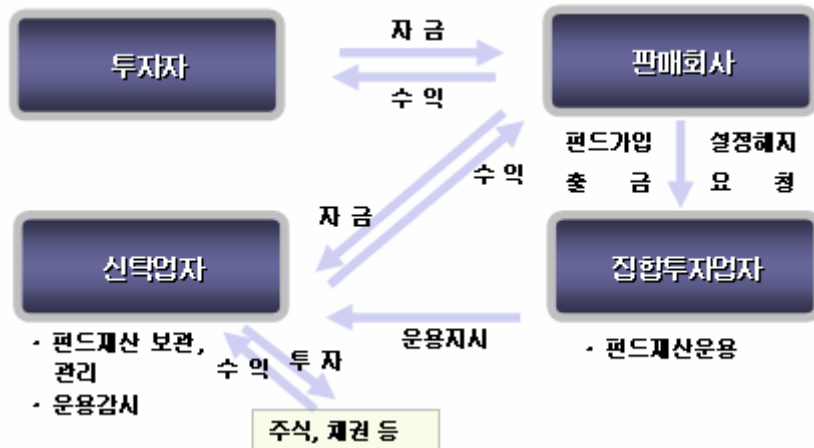 투자자
자 금
수 익
판매회사
펀드가입 설정해지
출 금 요 청
수 익
자 금
신탁업자
집합투자업자
운용지시
· 펀드재산 보관,
관리
· 운용감시
수 익
투 자
· 펀드재산운용
주식, 채권 등